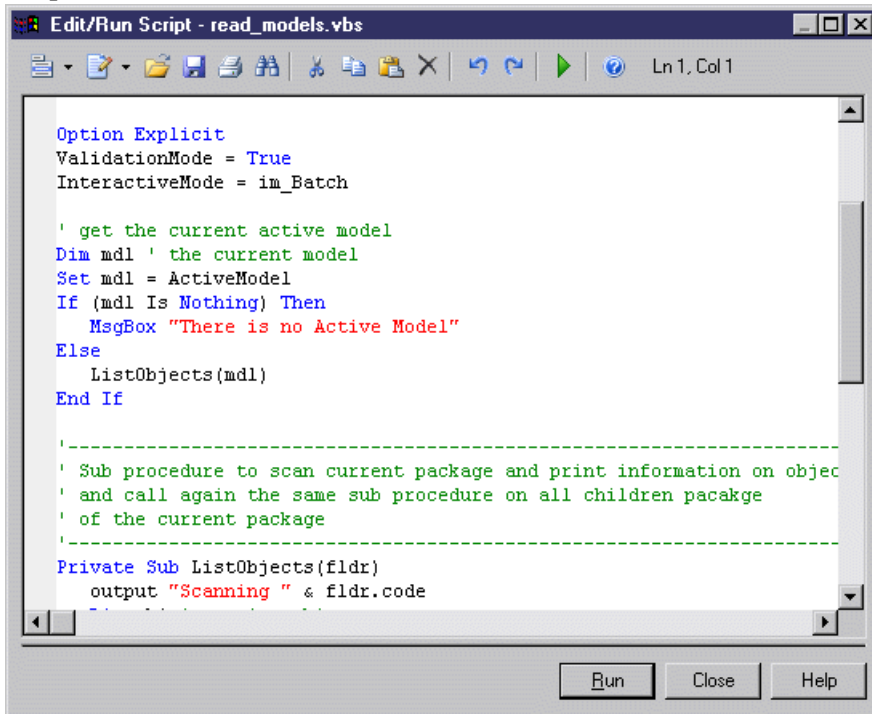 Edit/Run Script - read_models.vbs
Ln 1, Col 1
Option Explicit
ValidationMode = True
InteractiveMode = im_Batch
' get the current active model
Dim mdl ' the current model
Set mdl = ActiveModel
If (mdl Is Nothing) Then
MsgBox "There is no Active Model"
Else
ListObjects(mdl)
End If
'-----------------------------------------------------------------------------
' Sub procedure to scan current package and print information on objec
' and call again the same sub procedure on all children pacakge
' of the current package
'-----------------------------------------------------------------------------
Private Sub ListObjects(fldr)
output "Scanning " & fldr.code
Run Close Help